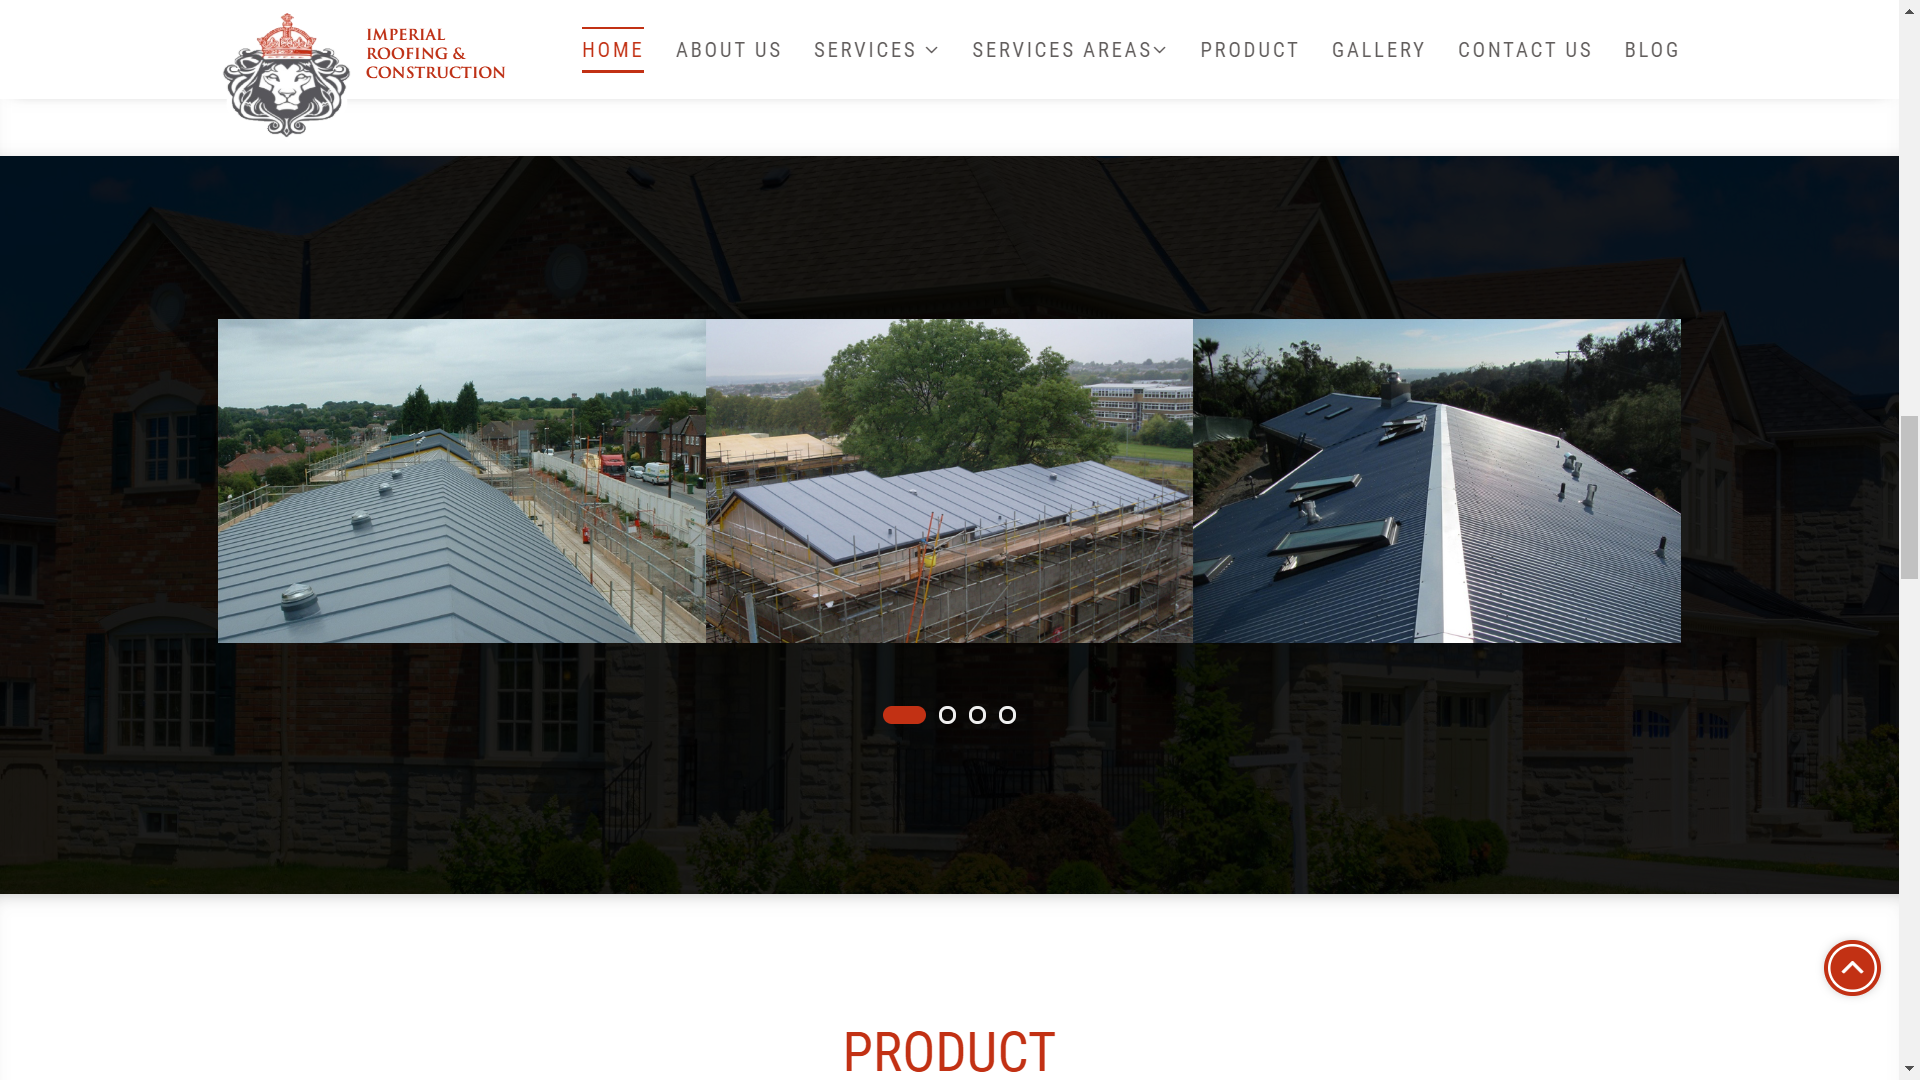 IMPERIAL
ROOFING &
CONSTRUCTION
HOME ABOUT US SERVICES SERVICES AREAS PRODUCT GALLERY CONTACT US BLOG
PRODUCT